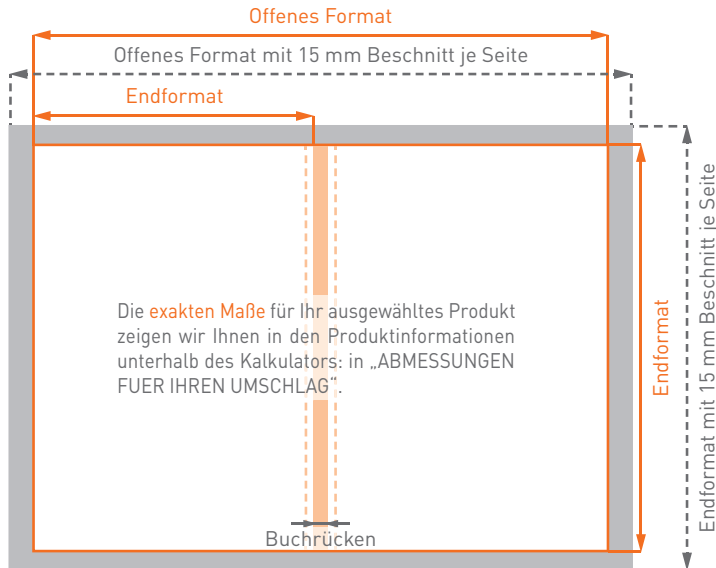 Offenes Format
Offenes Format mit 15 mm Beschnitt je Seite
Endformat
Die exakten Maße für Ihr ausgewähltes Produkt
zeigen wir Ihnen in den Produktinformationen
unterhalb des Kalkulators: in „ABMESSUNGEN
FUER IHREN UMSCHLAG“.
Endformat
Endformat mit 15 mm Beschnitt je Seite
Buchrücken